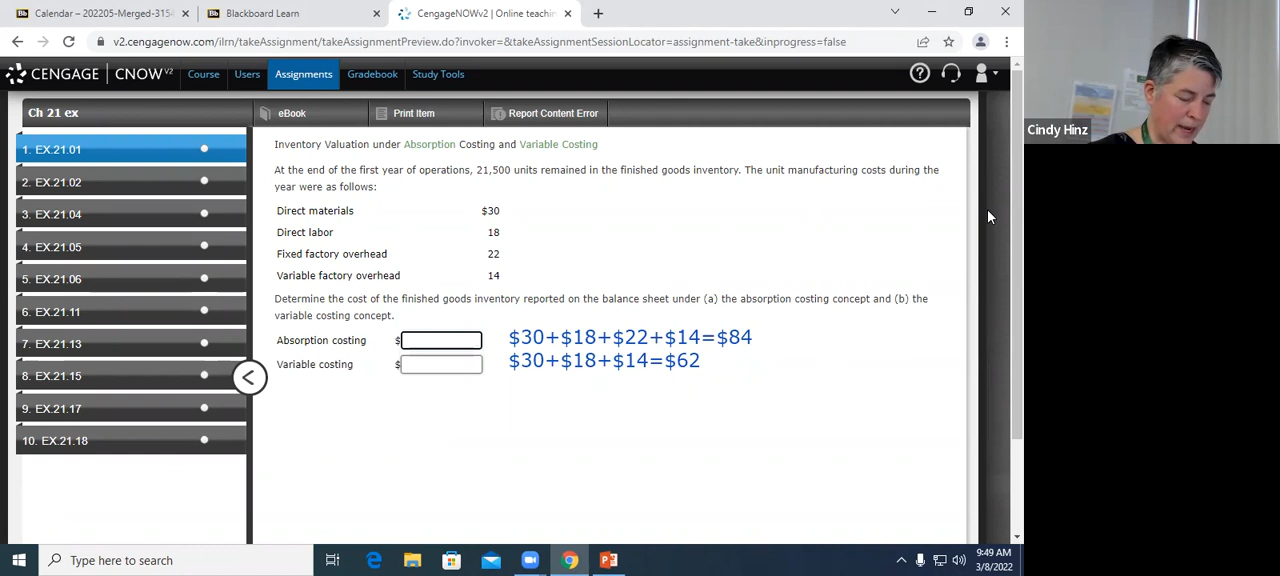 Calendar – 202205-Merged-3154
Blackboard Learn
CengageNOWv2 | Online teachin
v2.cengagenow.com/ilrn/takeAssignment/takeAssignmentPreview.do?invoker=&takeAssignmentSessionLocator=assignment-take&inprogress=false
CENGAGE | CNOWV2 Course Users Assignments Gradebook Study Tools
Ch 21 ex eBook Print Item Report Content Error
Cindy Hinz
1. EX.21.01
2. EX.21.02
3. EX.21.04
4. EX.21.05
5. EX.21.06
6. EX.21.11
7. EX.21.13
8. EX.21.15
9. EX.21.17
10. EX.21.18
Inventory Valuation under Absorption Costing and Variable Costing
At the end of the first year of operations, 21,500 units remained in the finished goods inventory. The unit manufacturing costs during the
year were as follows:
Direct materials $30
Direct labor 18
Fixed factory overhead 22
Variable factory overhead 14
Determine the cost of the finished goods inventory reported on the balance sheet under (a) the absorption costing concept and (b) the
variable costing concept.
Absorption costing $ $30+$18+$22+$14=$84
Variable costing $ $30+$18+$14=$62
Type here to search
9:49 AM
3/8/2022